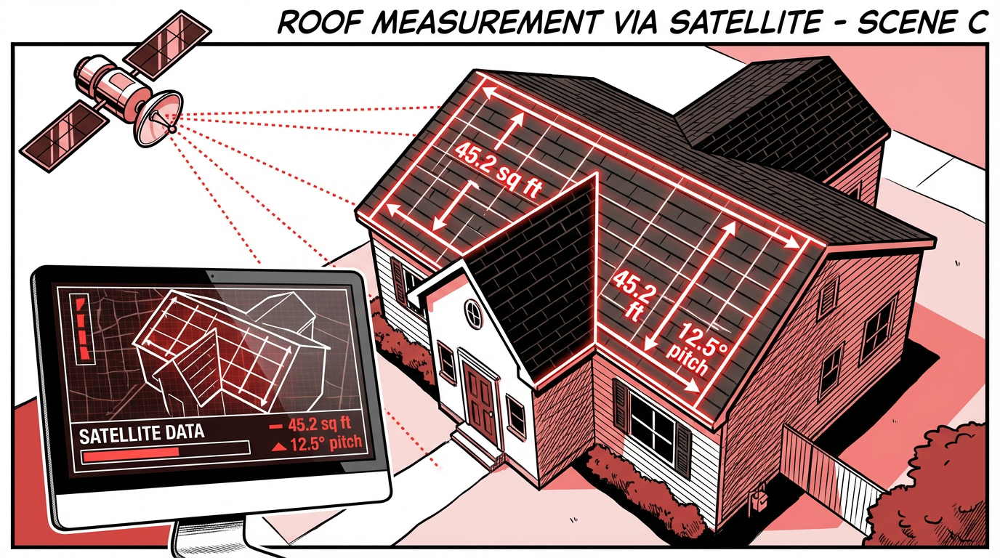 ROOF MEASUREMENT VIA SATELLITE - SCENE C
45.2 sq ft
45.2
ft
12.5°
pitch
SATELLITE DATA
45.2 sq ft
12.5° pitch